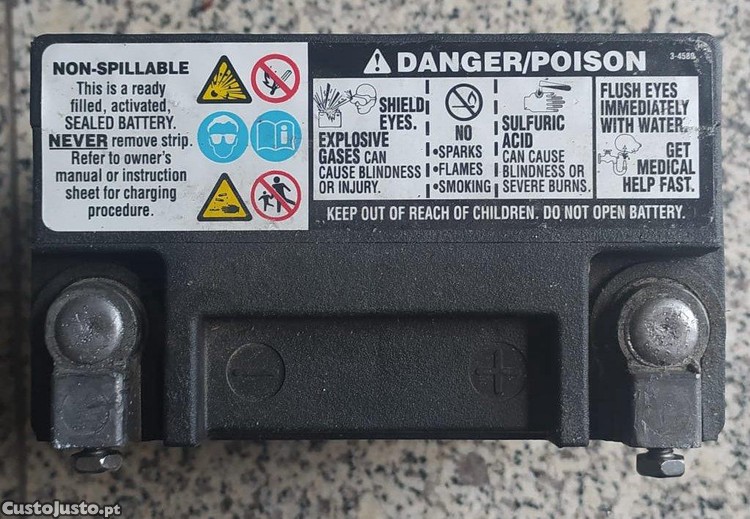 NON-SPILLABLE
This is a ready
filled, activated,
SEALED BATTERY.
NEVER remove strip.
Refer to owner's
manual or instruction
sheet for charging
procedure.
DANGER/POISON
SHIELD
EYES.
EXPLOSIVE
GASES CAN
CAUSE BLINDNESS
OR INJURY.
NO
•SPARKS
•FLAMES
•SMOKING
SULFURIC
ACID
CAN CAUSE
BLINDNESS OR
SEVERE BURNS.
FLUSH EYES
IMMEDIATELY
WITH WATER.
GET
MEDICAL
HELP FAST.
KEEP OUT OF REACH OF CHILDREN. DO NOT OPEN BATTERY.
CustoJusto.pt